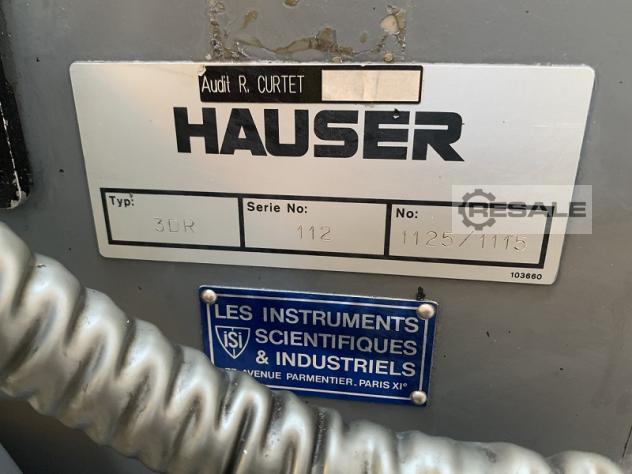 Audit R. CURTET
HAUSER
Typ: 3DR
Serie No: 112
No: 1125/1115
RESALE
103660
LES INSTRUMENTS
iSi SCIENTIFIQUES
& INDUSTRIELS
AVENUE PARMENTIER. PARIS XIº